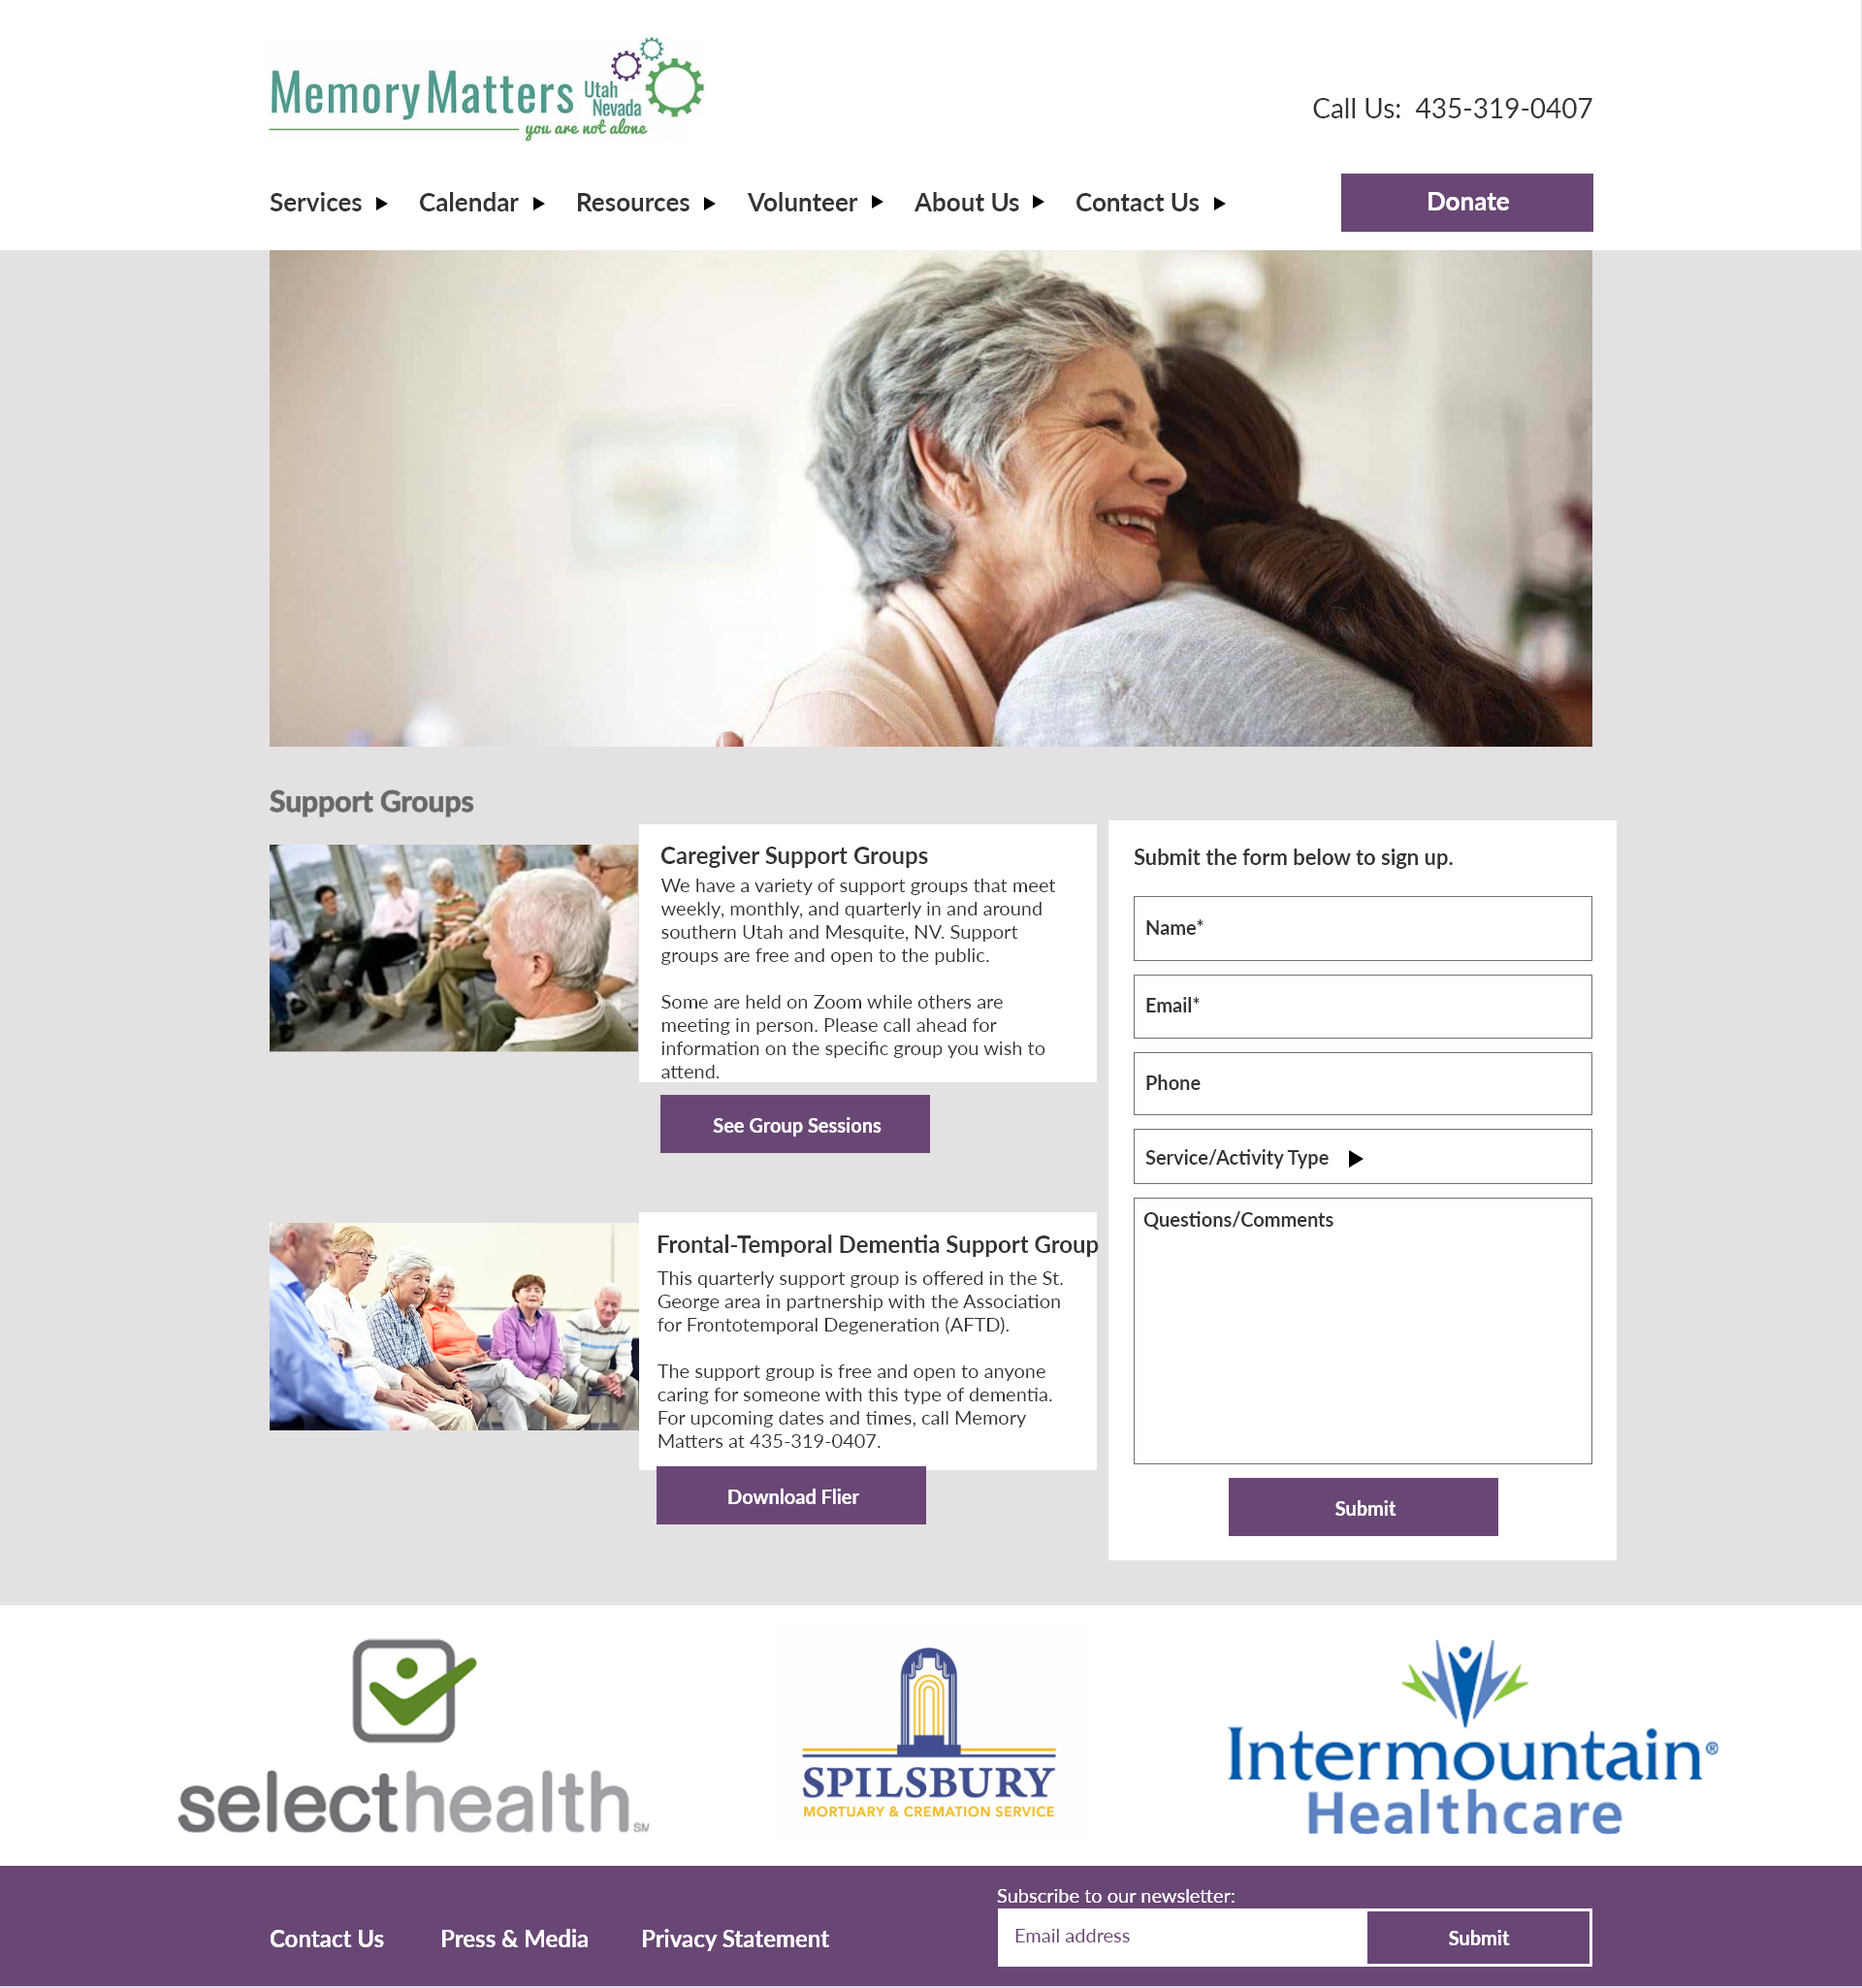 Memory Matters Utah
Nevada
you are not alone
Call Us: 435-319-0407
Services Calendar Resources Volunteer About Us Contact Us Donate
Support Groups
Caregiver Support Groups
We have a variety of support groups that meet
weekly, monthly, and quarterly in and around
southern Utah and Mesquite, NV. Support
groups are free and open to the public.
Some are held on Zoom while others are
meeting in person. Please call ahead for
information on the specific group you wish to
attend.
See Group Sessions
Frontal-Temporal Dementia Support Group
This quarterly support group is offered in the St.
George area in partnership with the Association
for Frontotemporal Degeneration (AFTD).
The support group is free and open to anyone
caring for someone with this type of dementia.
For upcoming dates and times, call Memory
Matters at 435-319-0407.
Download Flier
Submit the form below to sign up.
Name*
Email*
Phone
Service/Activity Type
Questions/Comments
Submit
selecthealth SM
SPILSBURY
MORTUARY & CREMATION SERVICE
Intermountain®
Healthcare
Contact Us Press & Media Privacy Statement
Subscribe to our newsletter:
Email address Submit